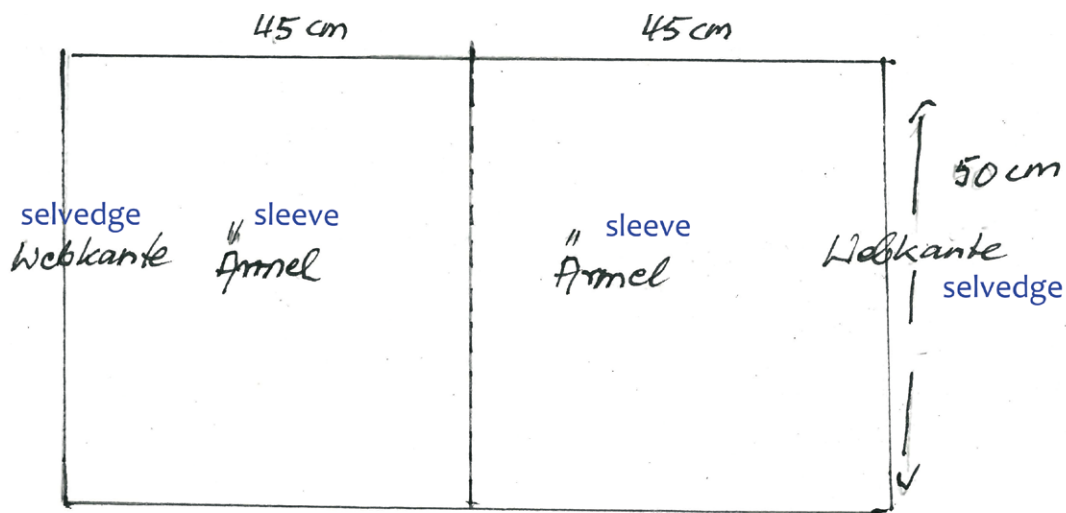 45 cm
45 cm
50 cm
selvedge
Webkante
sleeve
Ärmel
sleeve
Ärmel
Webkante
selvedge